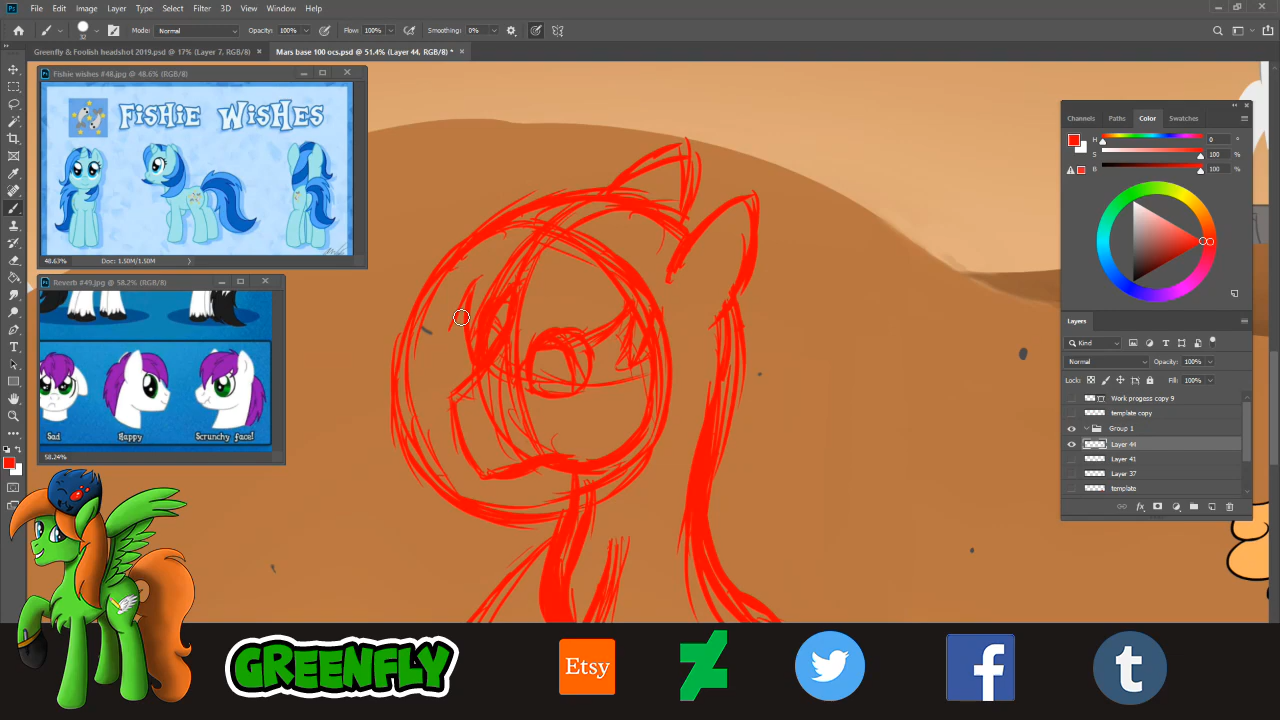 Ps File Edit Image Layer Type Select Filter 3D View Window Help
32 Mode: Normal Opacity: 100% Flow: 100% Smoothing: 0%
Greenfly & Foolish headshot 2019.psd @ 17% (Layer 7, RGB/8) × Mars base 100 ocs.psd @ 51.4% (Layer 44, RGB/8) * ×
Fishie wishes #48.jpg @ 48.6% (RGB/8)
Fishie Wishes
48.63% Doc: 1.50M/1.50M
Reverb #49.jpg @ 58.2% (RGB/8)
Sad Happy Scrunchy face!
58.24%
Channels Paths Color Swatches
H 0 °
S 100 %
B 100 %
Layers
Kind
Normal Opacity: 100%
Locks: Fill: 100%
Work progess copy 9
template copy
Group 1
Layer 44
Layer 41
Layer 37
template
fx
GREENFLY
Etsy
f
t